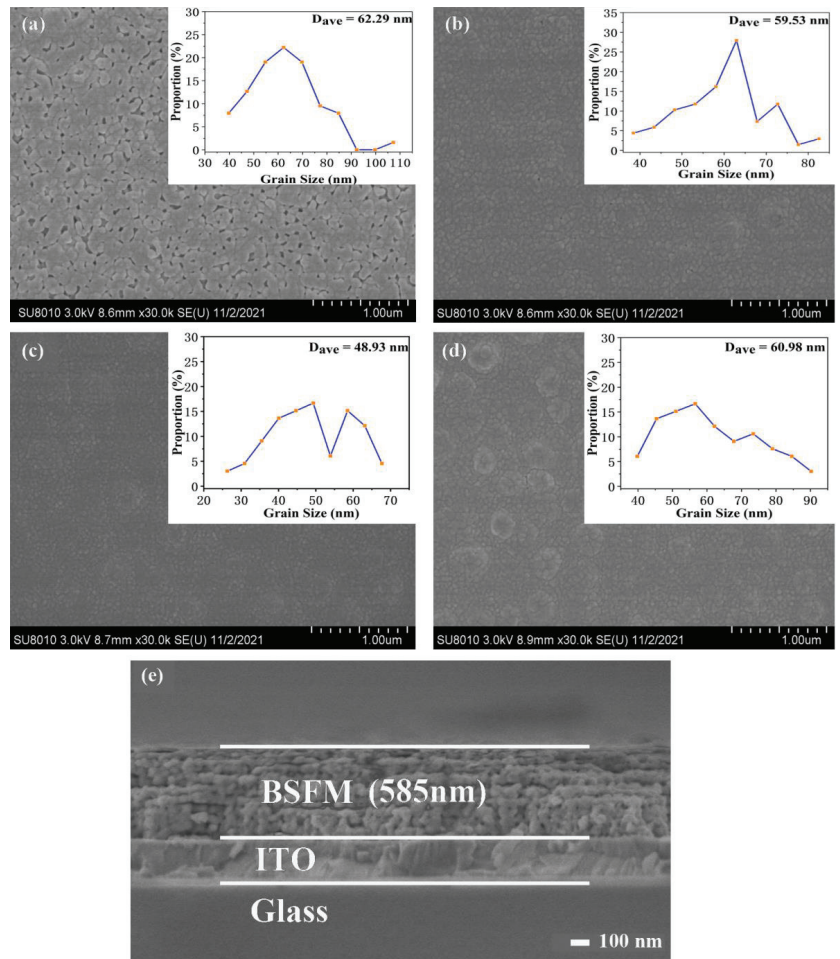 (a)
Dave = 62.29 nm
Proportion (%)
30
25
20
15
10
5
0
30 40 50 60 70 80 90 100 110
Grain Size (nm)
SU8010 3.0kV 8.6mm x30.0k SE(U) 11/2/2021
1.00um
(b)
Dave = 59.53 nm
Proportion (%)
35
30
25
20
15
10
5
0
40 50 60 70 80
Grain Size (nm)
SU8010 3.0kV 8.6mm x30.0k SE(U) 11/2/2021
1.00um
(c)
Dave = 48.93 nm
Proportion (%)
30
25
20
15
10
5
0
20 30 40 50 60 70
Grain Size (nm)
SU8010 3.0kV 8.7mm x30.0k SE(U) 11/2/2021
1.00um
(d)
Dave = 60.98 nm
Proportion (%)
30
25
20
15
10
5
0
40 50 60 70 80 90
Grain Size (nm)
SU8010 3.0kV 8.9mm x30.0k SE(U) 11/2/2021
1.00um
(e)
BSFM (585nm)
ITO
Glass
100 nm